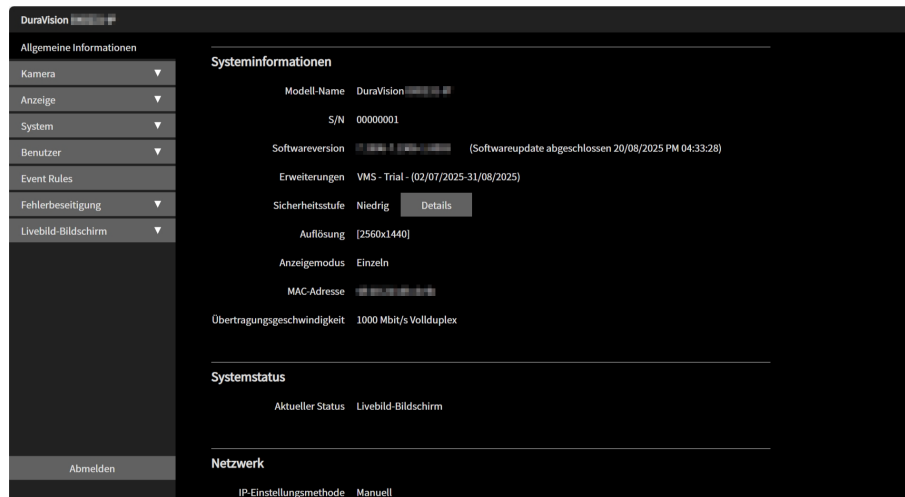 DuraVision
Allgemeine Informationen
Kamera
Anzeige
System
Benutzer
Event Rules
Fehlerbeseitigung
Livebild-Bildschirm
Abmelden
Systeminformationen
Modell-Name DuraVision
S/N 00000001
Softwareversion (Softwareupdate abgeschlossen 20/08/2025 PM 04:33:28)
Erweiterungen VMS - Trial - (02/07/2025-31/08/2025)
Sicherheitsstufe Niedrig Details
Auflösung [2560x1440]
Anzeigemodus Einzeln
MAC-Adresse
Übertragungsgeschwindigkeit 1000 Mbit/s Vollduplex
Systemstatus
Aktueller Status Livebild-Bildschirm
Netzwerk
IP-Einstellungsmethode Manuell